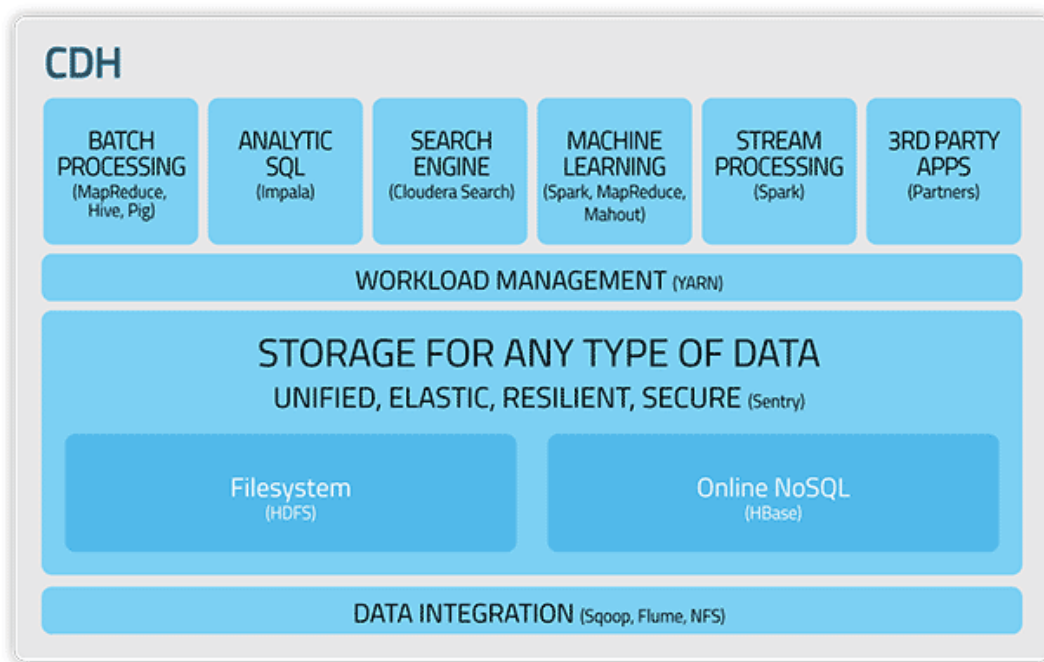 CDH
BATCH
PROCESSING
(MapReduce,
Hive, Pig)
ANALYTIC
SQL
(Impala)
SEARCH
ENGINE
(Cloudera Search)
MACHINE
LEARNING
(Spark, MapReduce,
Mahout)
STREAM
PROCESSING
(Spark)
3RD PARTY
APPS
(Partners)
WORKLOAD MANAGEMENT (YARN)
STORAGE FOR ANY TYPE OF DATA
UNIFIED, ELASTIC, RESILIENT, SECURE (Sentry)
Filesystem
(HDFS)
Online NoSQL
(HBase)
DATA INTEGRATION (Sqoop, Flume, NFS)